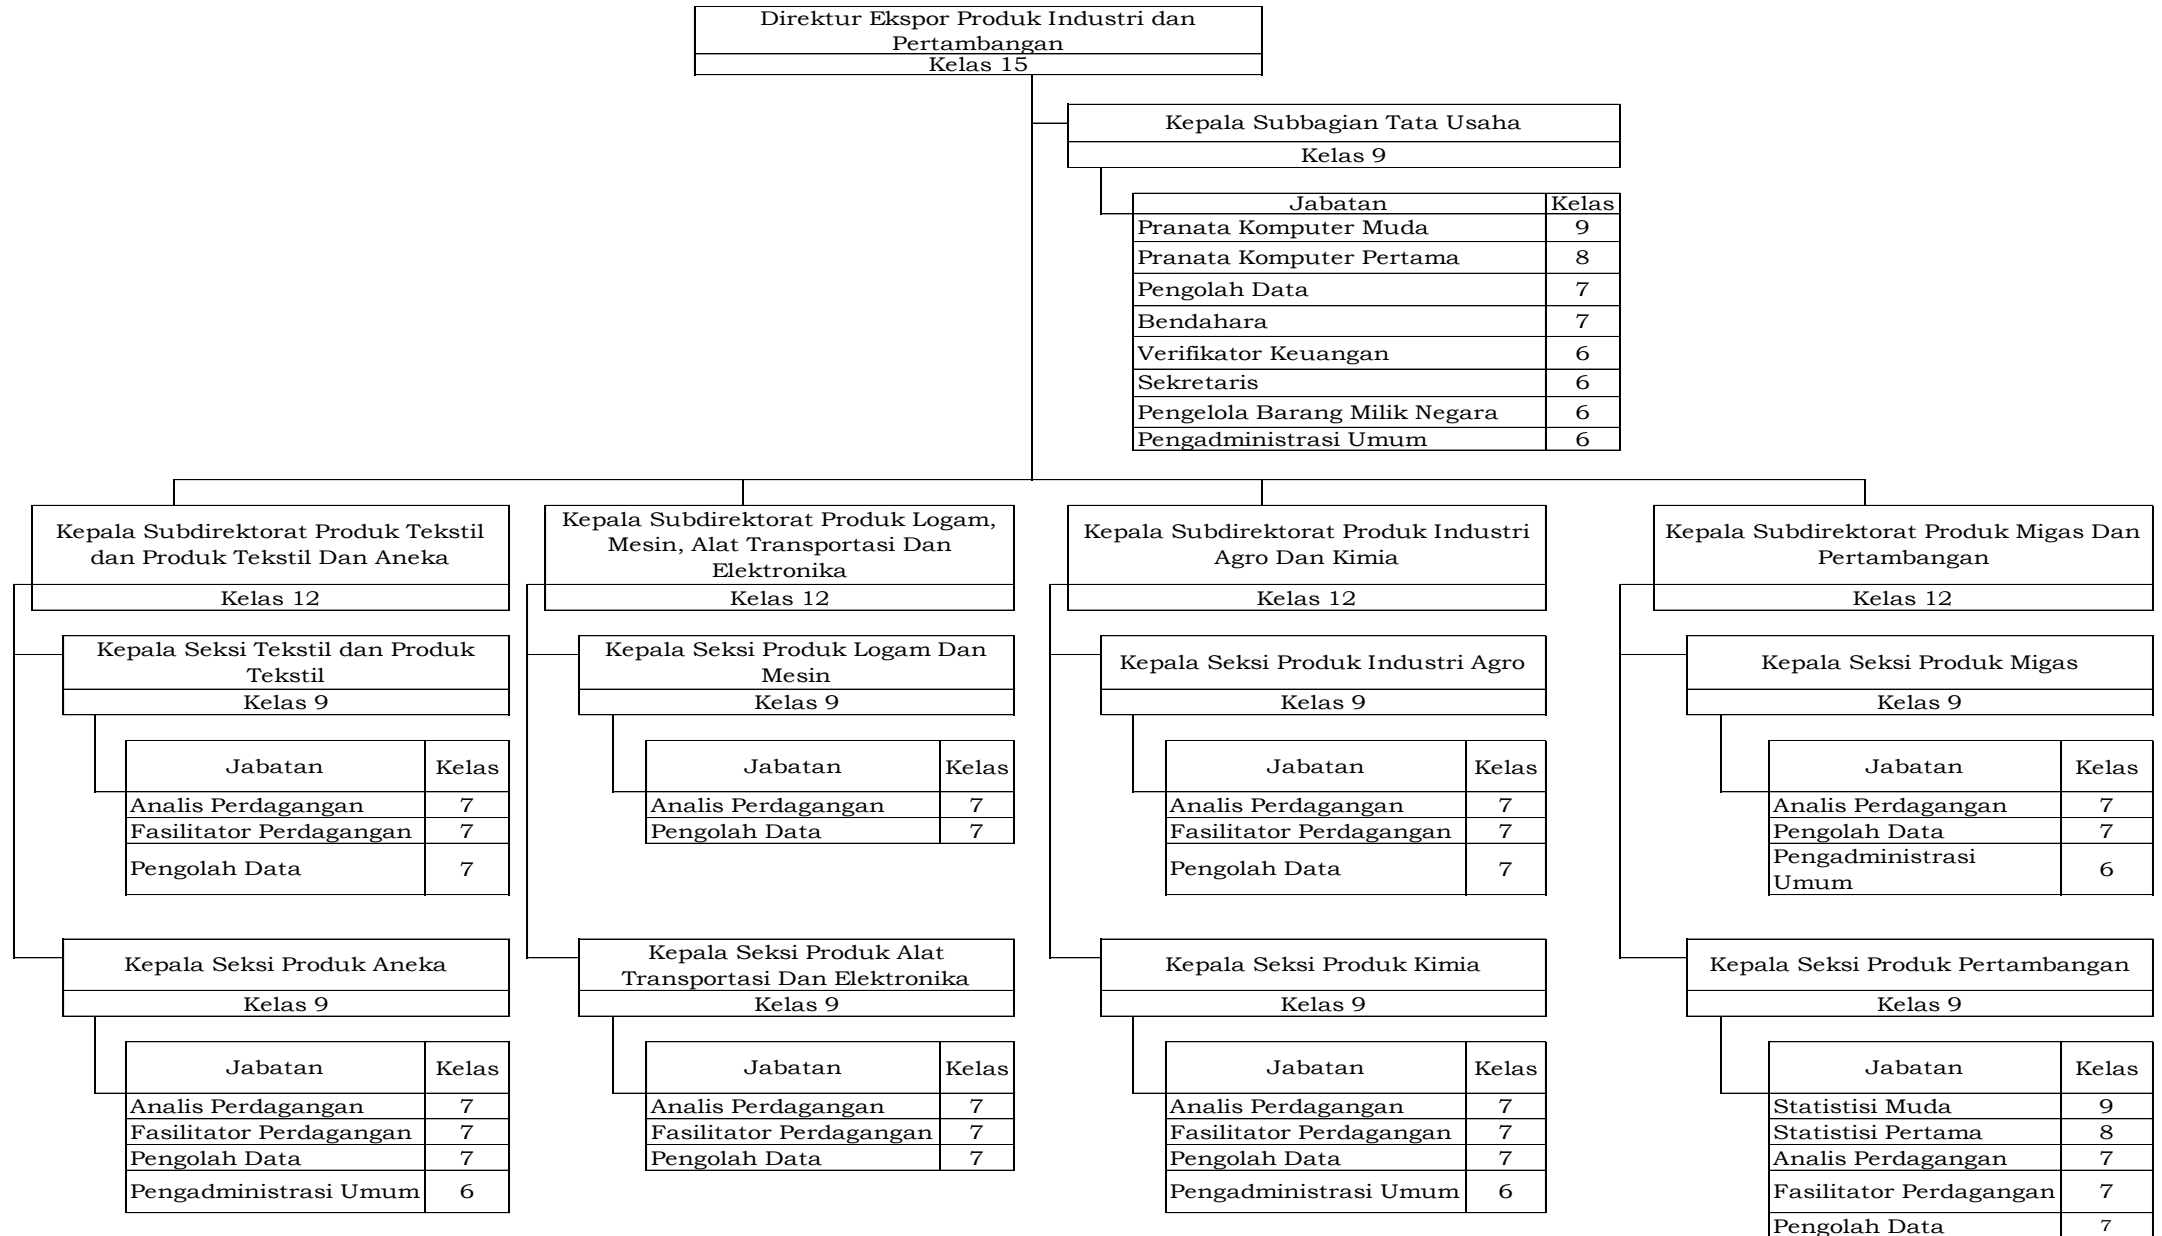 Direktur Ekspor Produk Industri dan
Pertambangan
Kelas 15
Kepala Subbagian Tata Usaha
Kelas 9
Jabatan Kelas
Pranata Komputer Muda 9
Pranata Komputer Pertama 8
Pengolah Data 7
Bendahara 7
Verifikator Keuangan 6
Sekretaris 6
Pengelola Barang Milik Negara 6
Pengadministrasi Umum 6
Kepala Subdirektorat Produk Tekstil
dan Produk Tekstil Dan Aneka
Kelas 12
Kepala Seksi Tekstil dan Produk
Tekstil
Kelas 9
Jabatan Kelas
Analis Perdagangan 7
Fasilitator Perdagangan 7
Pengolah Data 7
Kepala Seksi Produk Aneka
Kelas 9
Jabatan Kelas
Analis Perdagangan 7
Fasilitator Perdagangan 7
Pengolah Data 7
Pengadministrasi Umum 6
Kepala Subdirektorat Produk Logam,
Mesin, Alat Transportasi Dan
Elektronika
Kelas 12
Kepala Seksi Produk Logam Dan
Mesin
Kelas 9
Jabatan Kelas
Analis Perdagangan 7
Pengolah Data 7
Kepala Seksi Produk Alat
Transportasi Dan Elektronika
Kelas 9
Jabatan Kelas
Analis Perdagangan 7
Fasilitator Perdagangan 7
Pengolah Data 7
Kepala Subdirektorat Produk Industri
Agro Dan Kimia
Kelas 12
Kepala Seksi Produk Industri Agro
Kelas 9
Jabatan Kelas
Analis Perdagangan 7
Fasilitator Perdagangan 7
Pengolah Data 7
Kepala Seksi Produk Kimia
Kelas 9
Jabatan Kelas
Analis Perdagangan 7
Fasilitator Perdagangan 7
Pengolah Data 7
Pengadministrasi Umum 6
Kepala Subdirektorat Produk Migas Dan
Pertambangan
Kelas 12
Kepala Seksi Produk Migas
Kelas 9
Jabatan Kelas
Analis Perdagangan 7
Pengolah Data 7
Pengadministrasi
Umum 6
Kepala Seksi Produk Pertambangan
Kelas 9
Jabatan Kelas
Statistisi Muda 9
Statistisi Pertama 8
Analis Perdagangan 7
Fasilitator Perdagangan 7
Pengolah Data 7